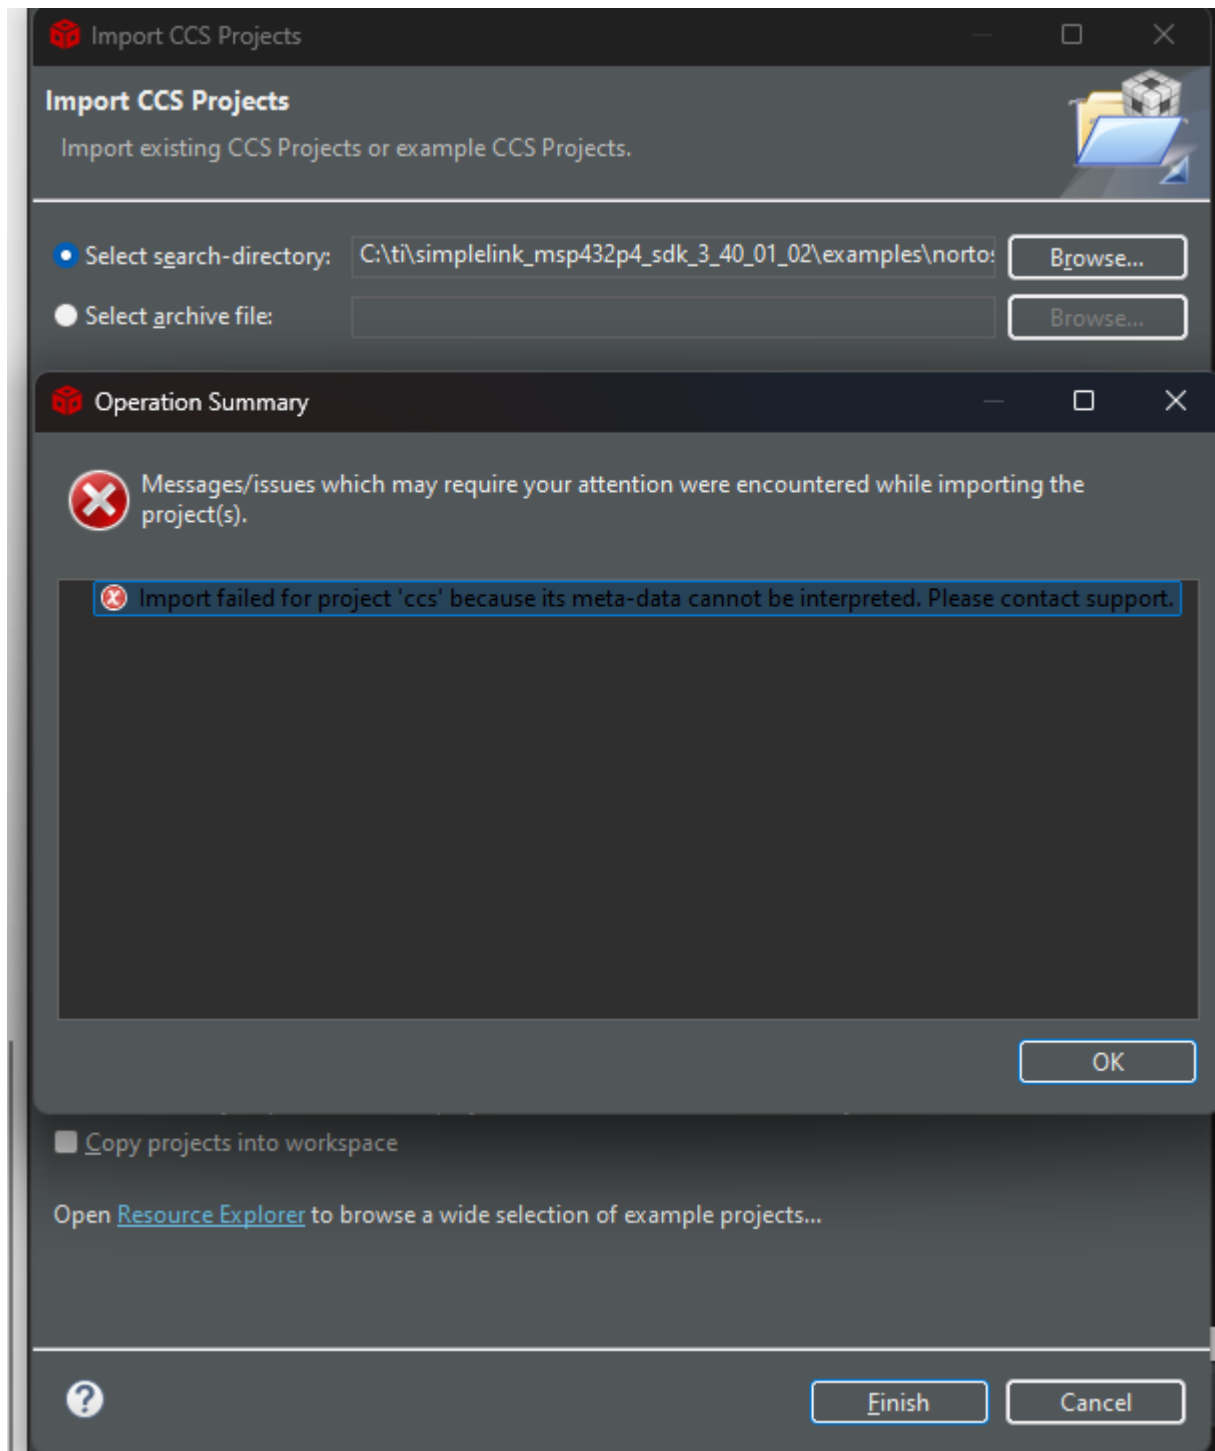 Import CCS Projects
Import CCS Projects
Import existing CCS Projects or example CCS Projects.
Select search-directory: C:\ti\simplelink_msp432p4_sdk_3_40_01_02\examples\nortos Browse...
Select archive file: Browse...
Operation Summary
Messages/issues which may require your attention were encountered while importing the
project(s).
Import failed for project 'ccs' because its meta-data cannot be interpreted. Please contact support.
OK
Copy projects into workspace
Open Resource Explorer to browse a wide selection of example projects...
Finish Cancel